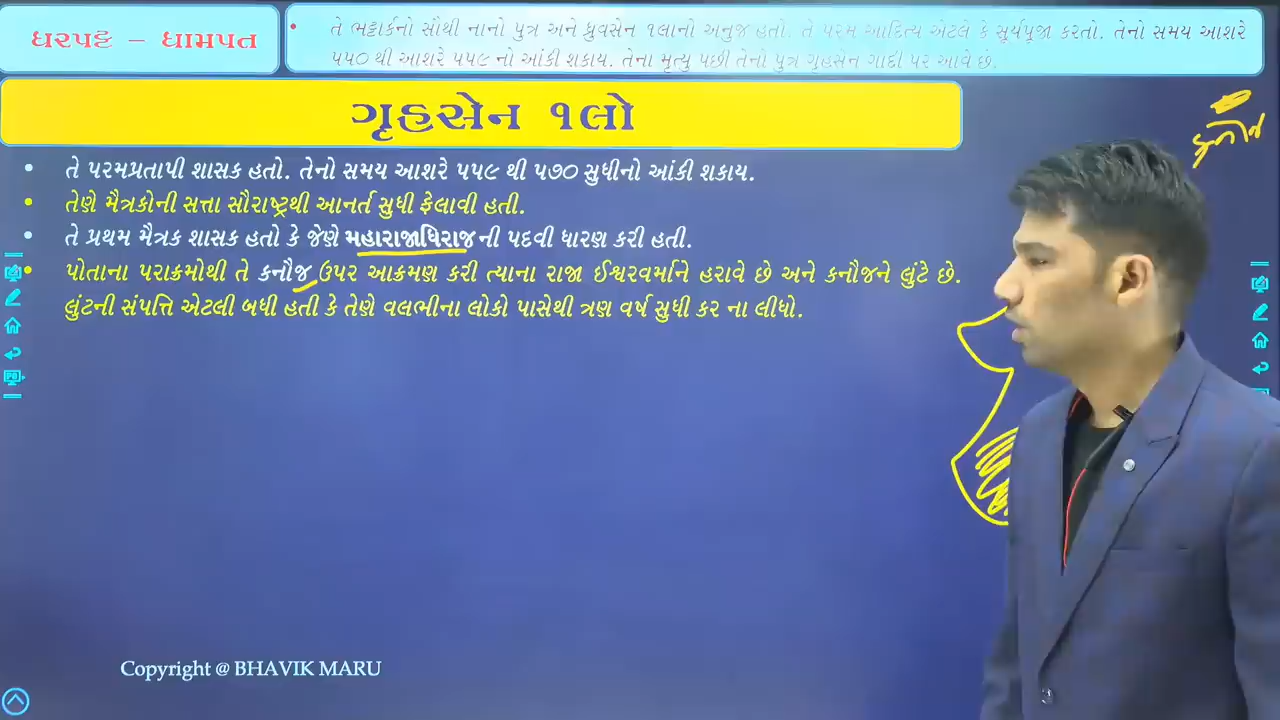 ધરપટ્ટ – ધામપત
• તે ભટ્ટાર્કનો સૌથી નાનો પુત્ર અને ધ્રુવસેન ૧લાનો અનુજ હતો. તે પરમ આદિત્ય એટલે કે સૂર્યપૂજા કરતો. તેનો સમય આશરે
૫૫૦ થી આશરે ૫૫૯ નો આંકી શકાય. તેના મૃત્યુ પછી તેનો પુત્ર ગૃહસેન ગાદી પર આવે છે.
ગૃહસેન ૧લો
કનોજ
• તે પરમપ્રતાપી શાસક હતો. તેનો સમય આશરે ૫૫૯ થી ૫૭૦ સુધીનો આંકી શકાય.
• તેણે મૈત્રકોની સત્તા સૌરાષ્ટ્રથી આનર્ત સુધી ફેલાવી હતી.
• તે પ્રથમ મૈત્રક શાસક હતો કે જેણે મહારાજાધિરાજની પદવી ધારણ કરી હતી.
• પોતાના પરાક્રમોથી તે કનૌજ ઉપર આક્રમણ કરી ત્યાના રાજા ઈશ્વરવર્માને હરાવે છે અને કનૌજને લુંટે છે.
લુંટની સંપત્તિ એટલી બધી હતી કે તેણે વલભીના લોકો પાસેથી ત્રણ વર્ષ સુધી કર ના લીધો.
Copyright @ BHAVIK MARU